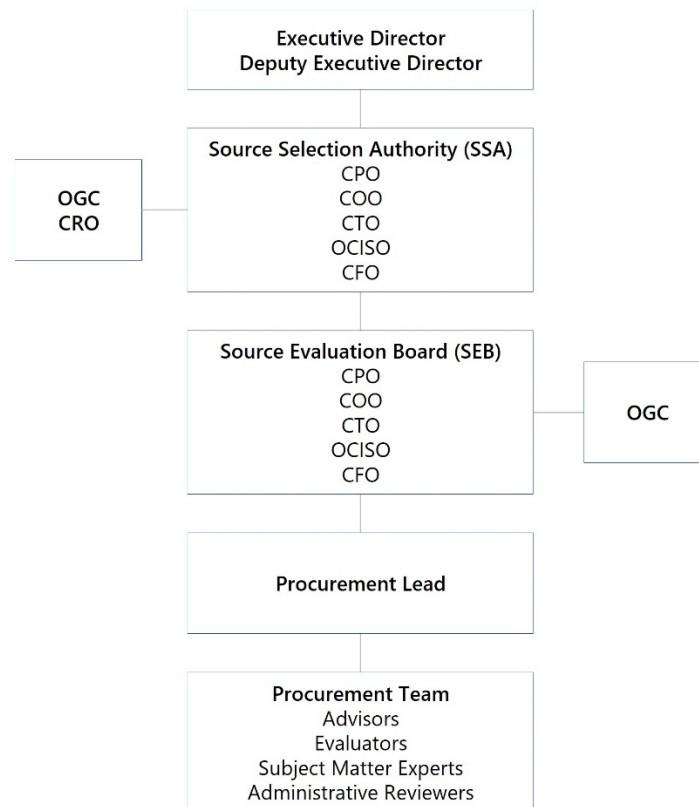 Executive Director
Deputy Executive Director
Source Selection Authority (SSA)
CPO
COO
CTO
OCISO
CFO
OGC
CRO
Source Evaluation Board (SEB)
CPO
COO
CTO
OCISO
CFO
OGC
Procurement Lead
Procurement Team
Advisors
Evaluators
Subject Matter Experts
Administrative Reviewers